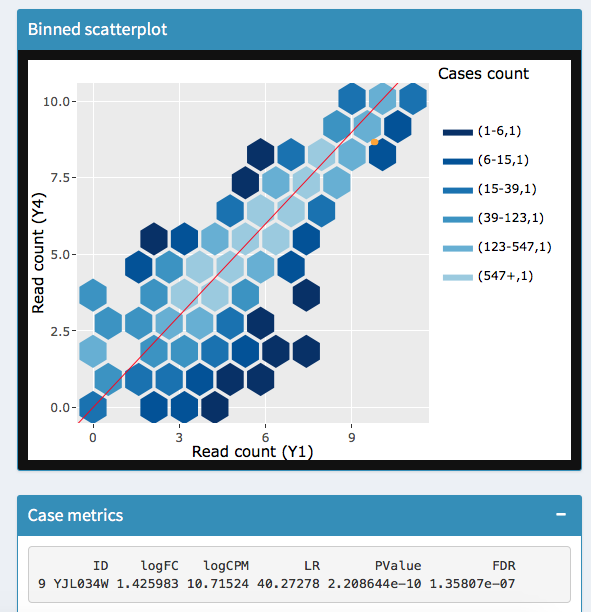 Binned scatterplot
Cases count
(1-6,1)
(6-15,1)
(15-39,1)
(39-123,1)
(123-547,1)
(547+,1)
Read count (Y4)
10.0
7.5
5.0
2.5
0.0
0 3 6 9
Read count (Y1)
Case metrics
ID logFC logCPM LR PValue FDR
9 YJL034W 1.425983 10.71524 40.27278 2.208644e-10 1.35807e-07